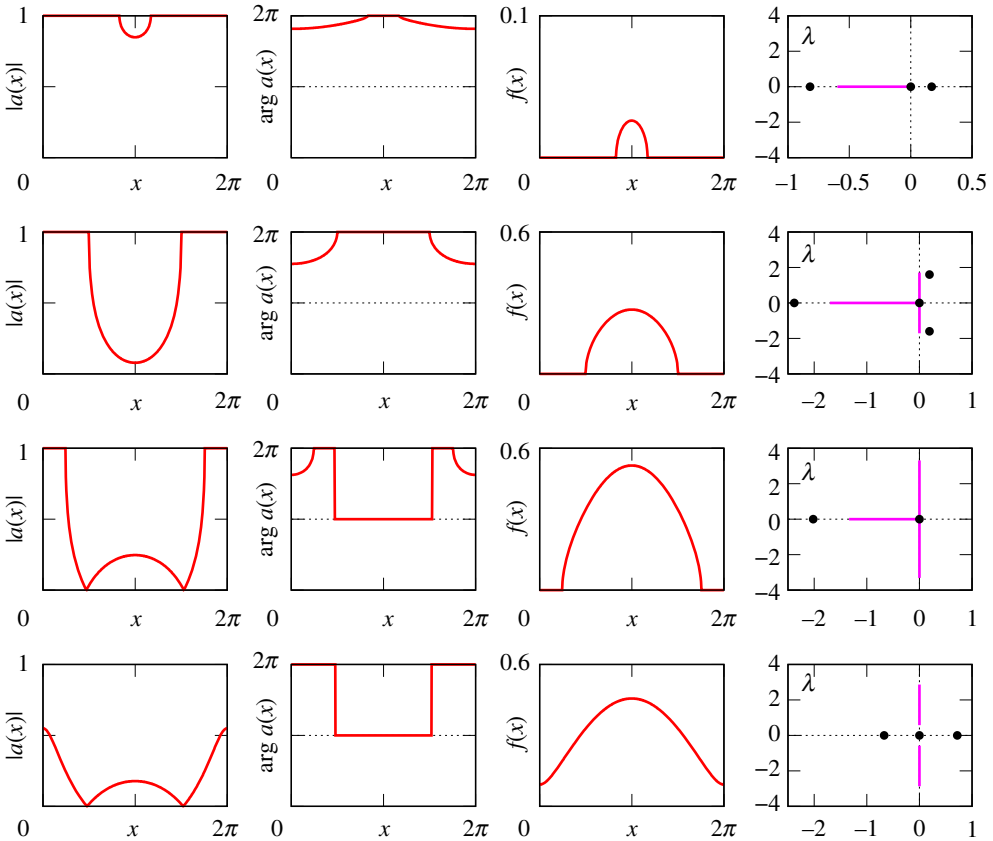 1 |a(x)| 0 x 2π
2π arg a(x) 0 x 2π
0.1 f(x) 0 x 2π
4 2 0 –2 –4 λ –1 –0.5 0 0.5
1 |a(x)| 0 x 2π
2π arg a(x) 0 x 2π
0.6 f(x) 0 x 2π
4 2 0 –2 –4 λ –2 –1 0 1
1 |a(x)| 0 x 2π
2π arg a(x) 0 x 2π
0.6 f(x) 0 x 2π
4 2 0 –2 –4 λ –2 –1 0 1
1 |a(x)| 0 x 2π
2π arg a(x) 0 x 2π
0.6 f(x) 0 x 2π
4 2 0 –2 –4 λ –2 –1 0 1